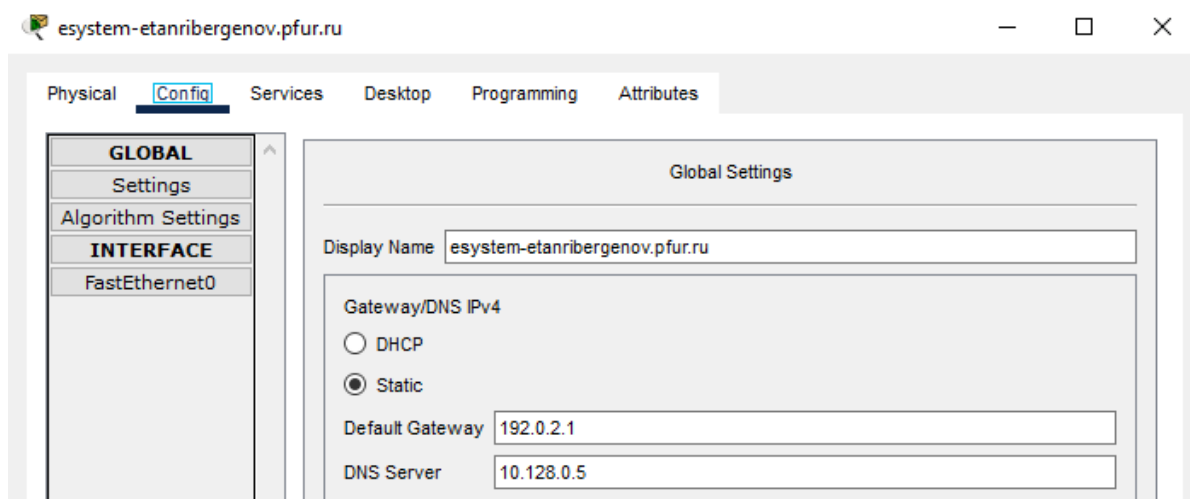 esystem-etanribergenov.pfur.ru
Physical Config Services Desktop Programming Attributes
GLOBAL
Settings
Algorithm Settings
INTERFACE
FastEthernet0
Global Settings
Display Name esystem-etanribergenov.pfur.ru
Gateway/DNS IPv4
DHCP
Static
Default Gateway 192.0.2.1
DNS Server 10.128.0.5